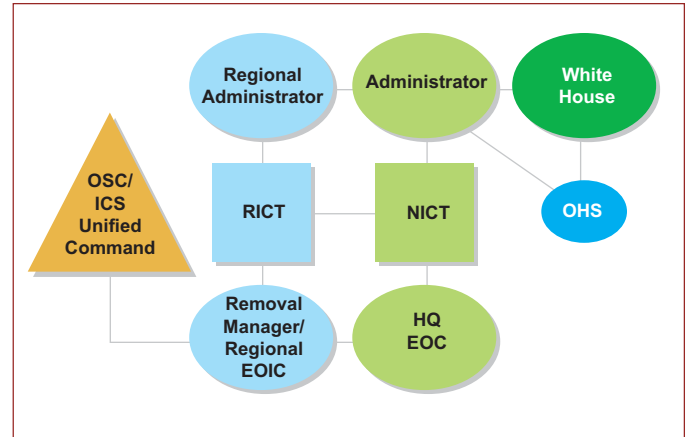 Regional
Administrator
Administrator
White
House
OSC/
ICS
Unified
Command
RICT
NICT
OHS
Removal
Manager/
Regional
EOIC
HQ
EOC